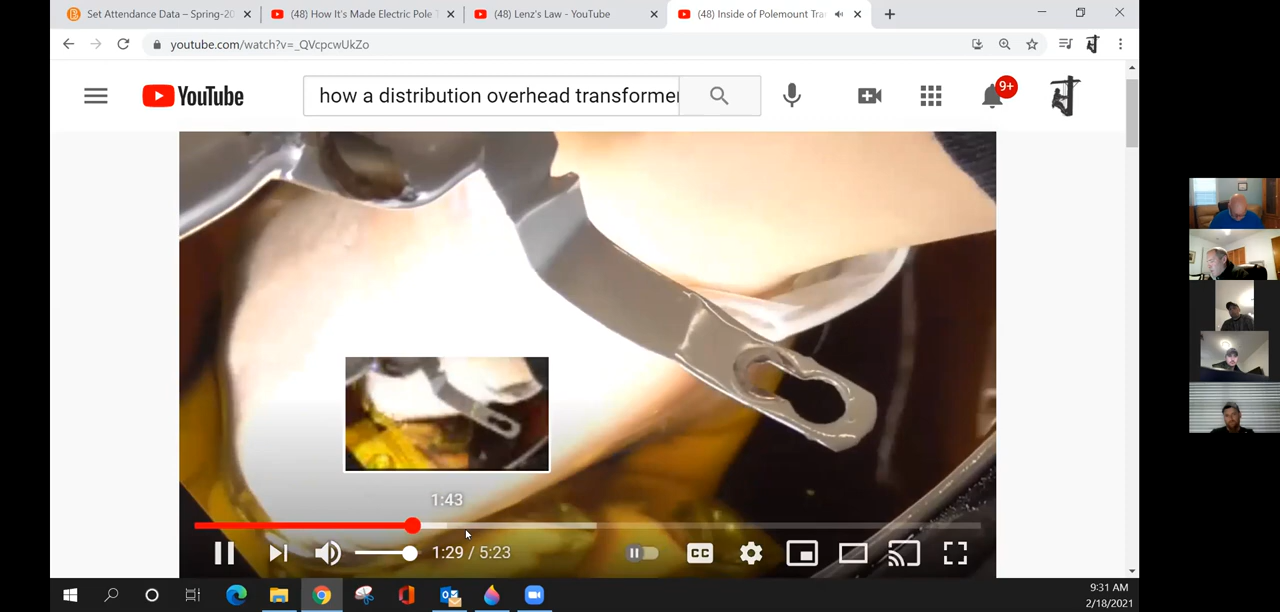 Set Attendance Data – Spring-20
(48) How It's Made Electric Pole T
(48) Lenz's Law - YouTube
(48) Inside of Polemount Tra
youtube.com/watch?v=_QVcpcwUkZo
YouTube
how a distribution overhead transformer
9+
1:43
1:29 / 5:23
CC
9:31 AM
2/18/2021